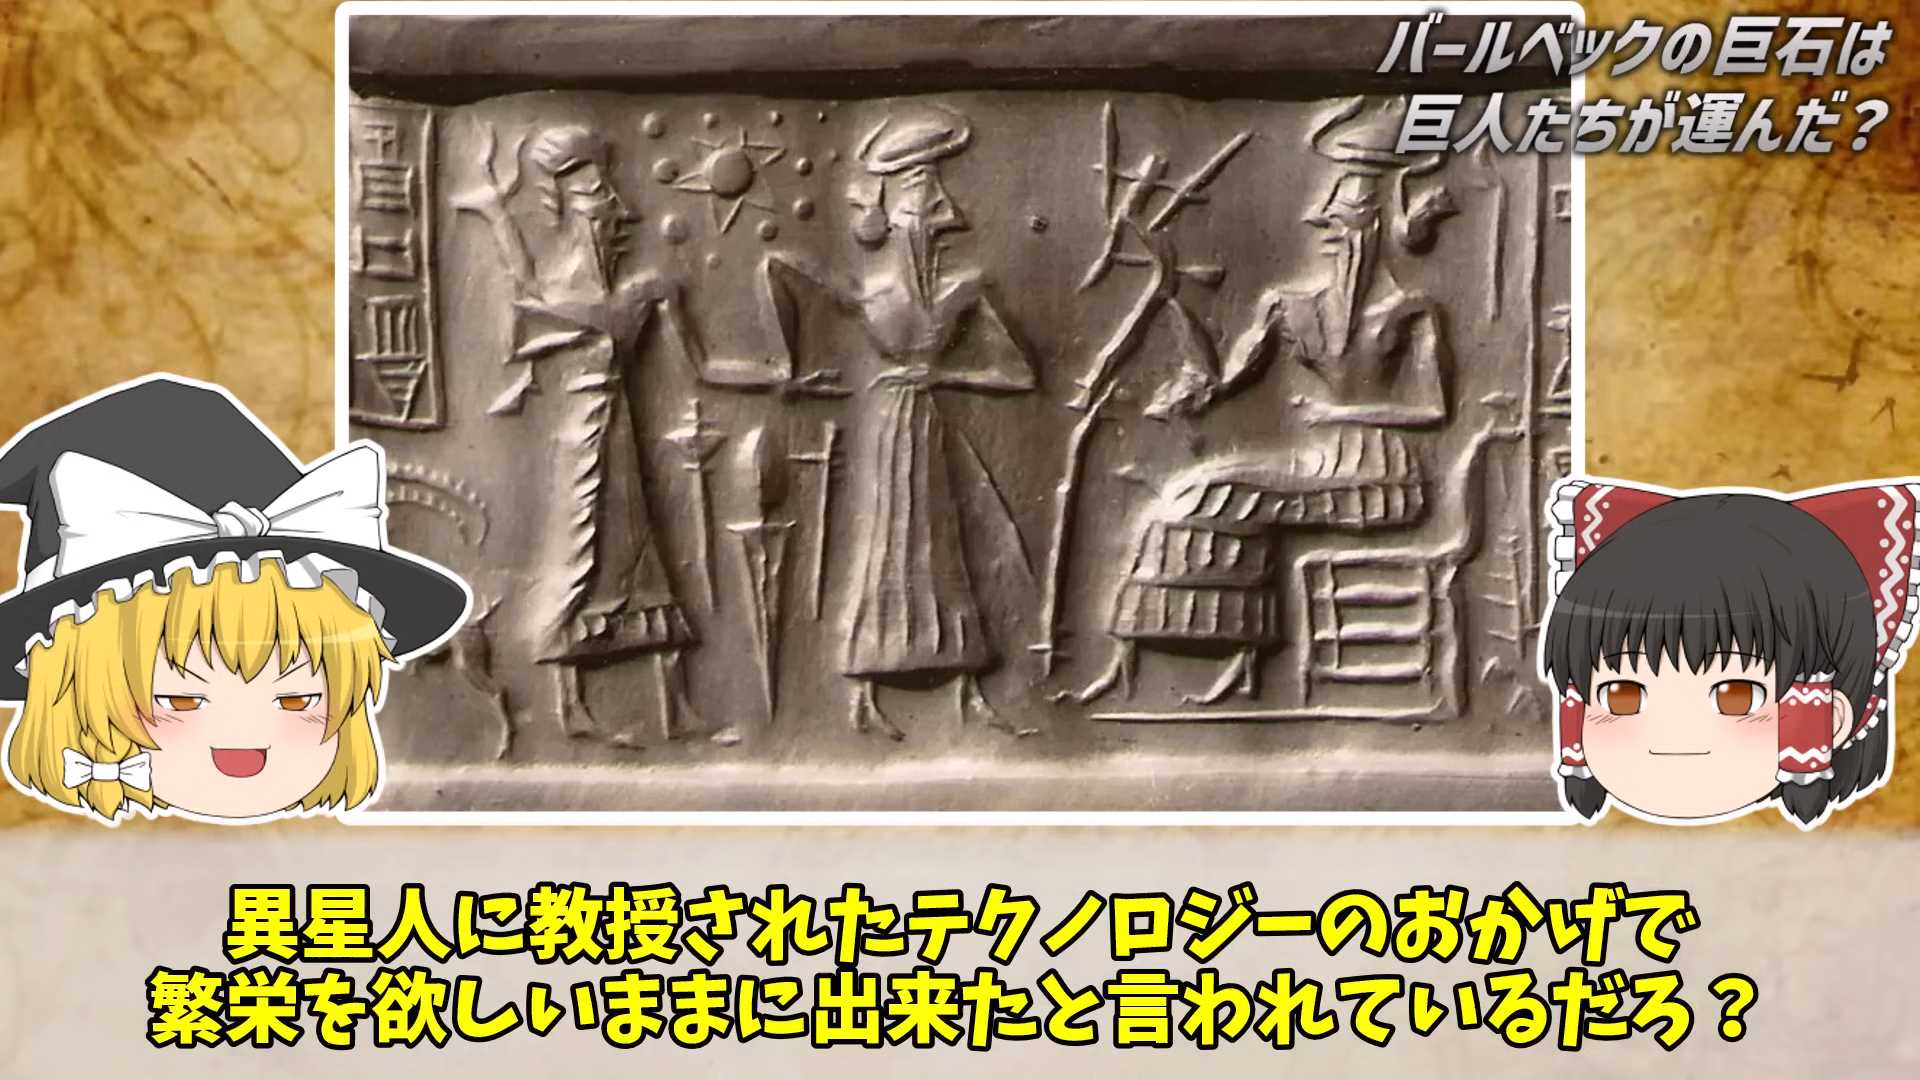 バールベックの巨石は
巨人たちが運んだ？
異星人に教授されたテクノロジーのおかげで
繁栄を欲しいままに出来たと言われているだろ？